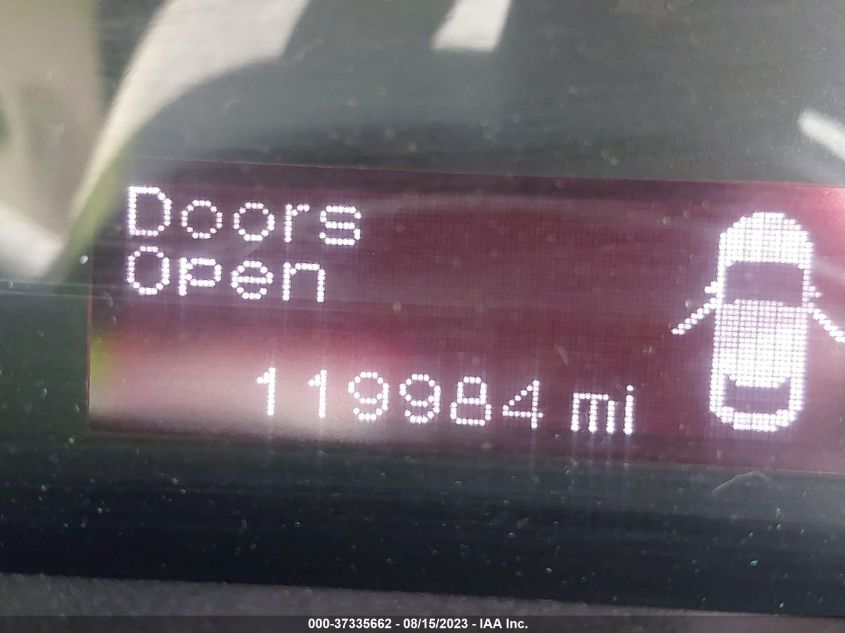 Doors
Open
119984 mi
000-37335662 - 08/15/2023 - IAA Inc.